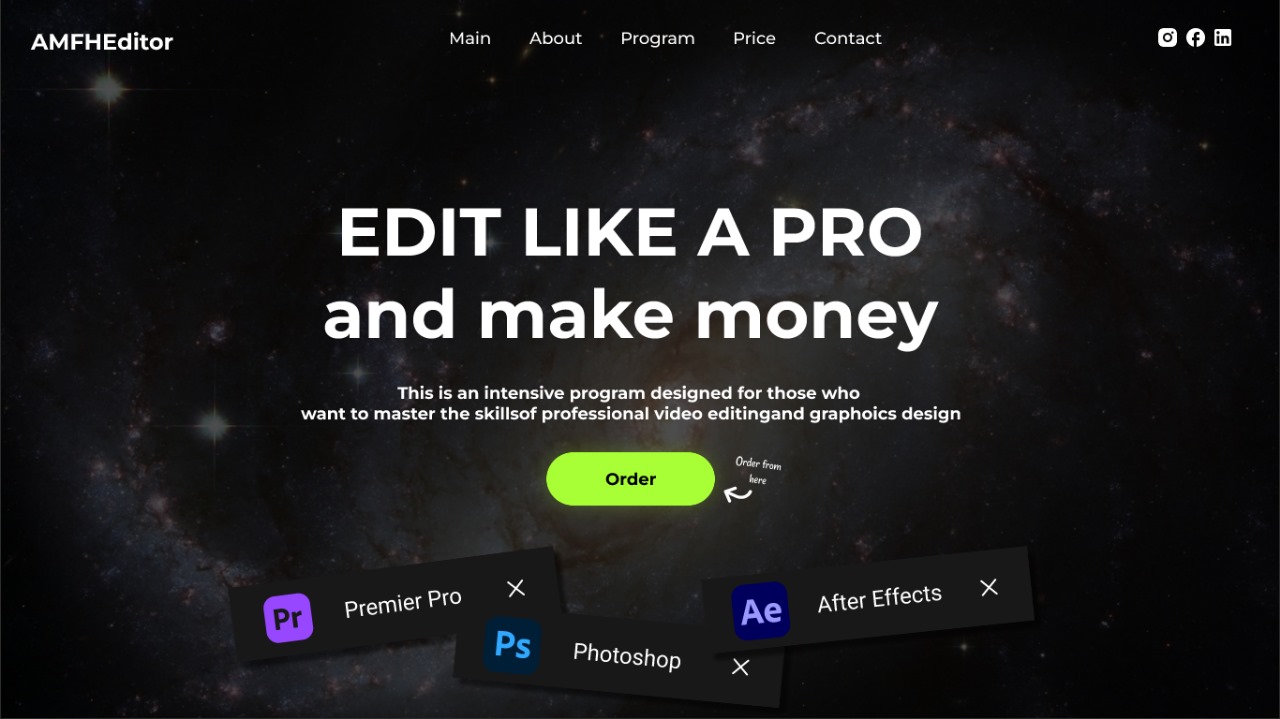 AMFHEditor
Main About Program Price Contact
EDIT LIKE A PRO
and make money
This is an intensive program designed for those who
want to master the skillsof professional video editingand graphoics design
Order
Order from
here
Pr Premier Pro
Ps Photoshop
Ae After Effects